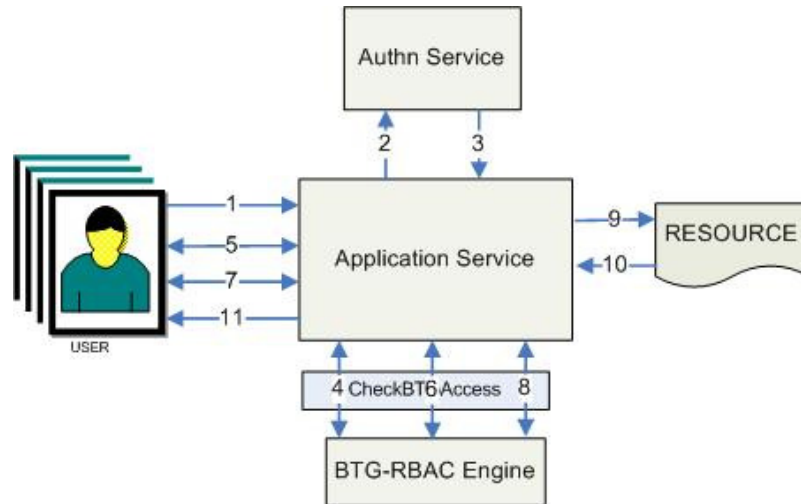 Authn Service
2
3
1
5
7
11
USER
Application Service
9
10
RESOURCE
4
6
8
CheckBT Access
BTG-RBAC Engine